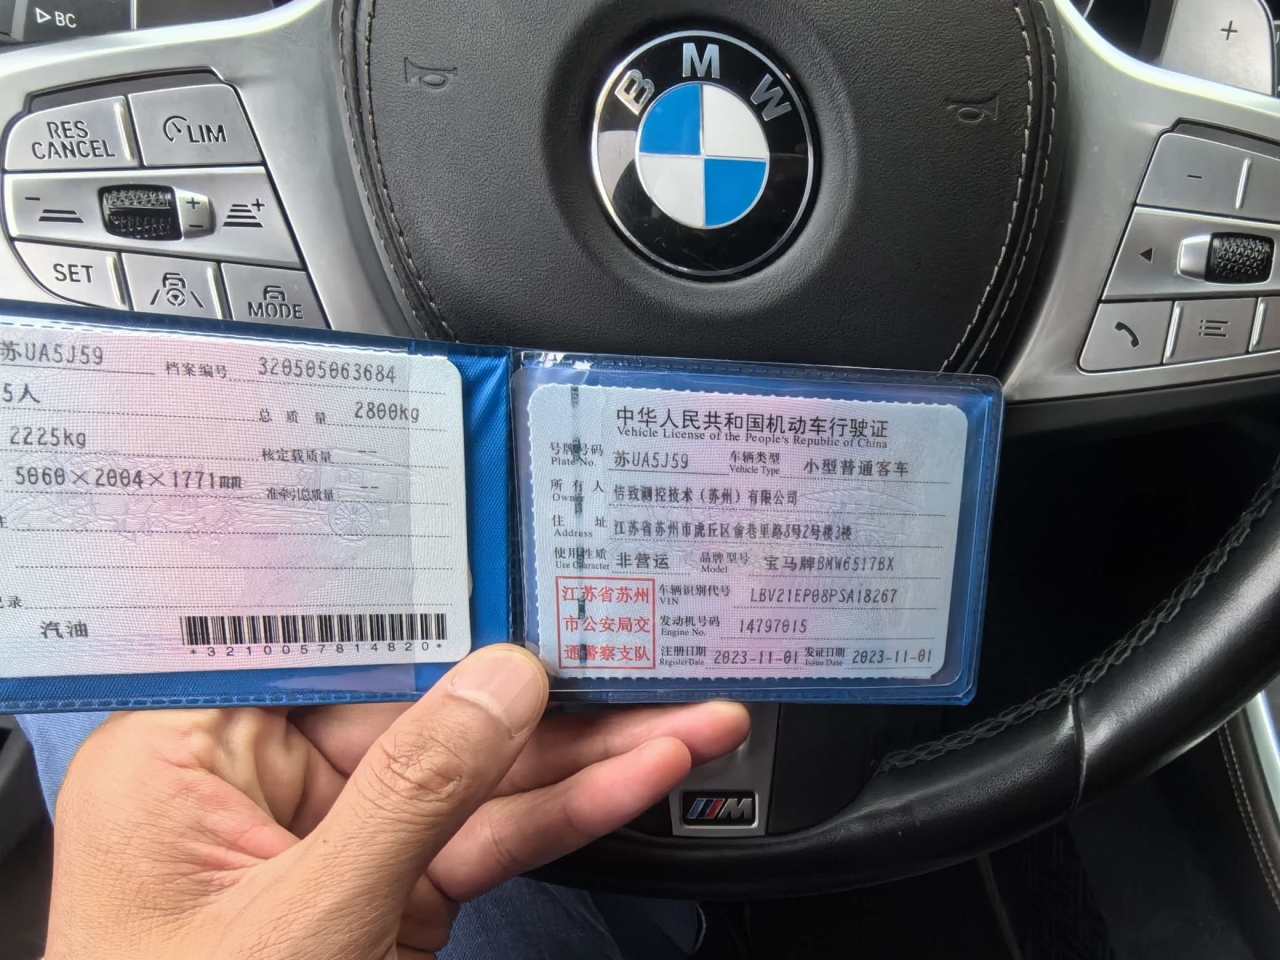 BC
RES
CANCEL
LIM
SET
MODE
BMW
苏UA5J59
档案编号 320505063684
5人
总 质 量 2800kg
2225kg
核定载质量 --
5060×2004×1771mm 准牵引总质量 --
汽油
*3210057814820*
中华人民共和国机动车行驶证
Vehicle License of the People's Republic of China
号牌号码 苏UA5J59 车辆类型 小型普通客车
Plate No. Vehicle Type
所 有 人 信致测控技术（苏州）有限公司
Owner
住 址 江苏省苏州市虎丘区俞巷里路8号2号楼3楼
Address
使用性质 非营运 品牌型号 宝马牌BMW6517BX
Use Character Model
江苏省苏州
市公安局交
通警察支队
车辆识别代号 LBV21EP08PSA18267
VIN
发动机号码 14797015
Engine No.
注册日期 2023-11-01 发证日期 2023-11-01
Register Date Issue Date
M